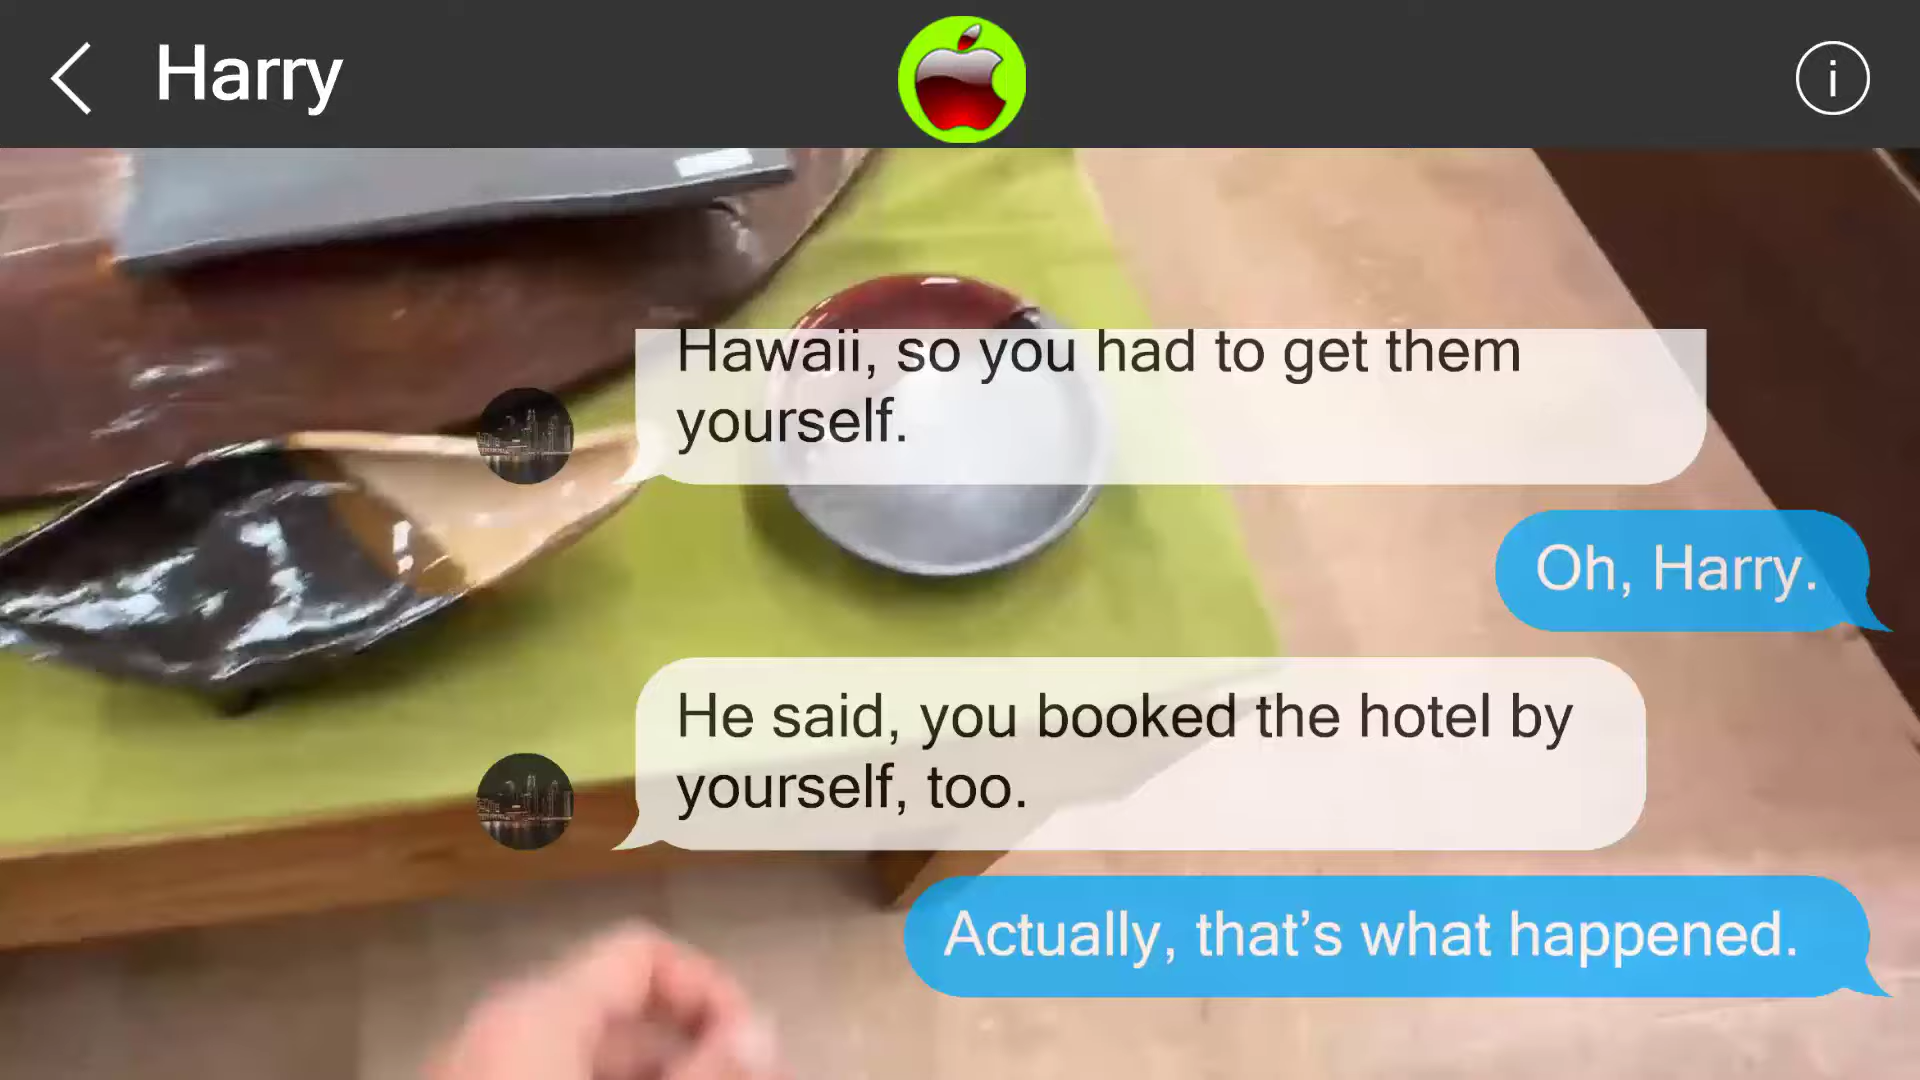 Harry
Hawaii, so you had to get them
yourself.
Oh, Harry.
He said, you booked the hotel by
yourself, too.
Actually, that’s what happened.